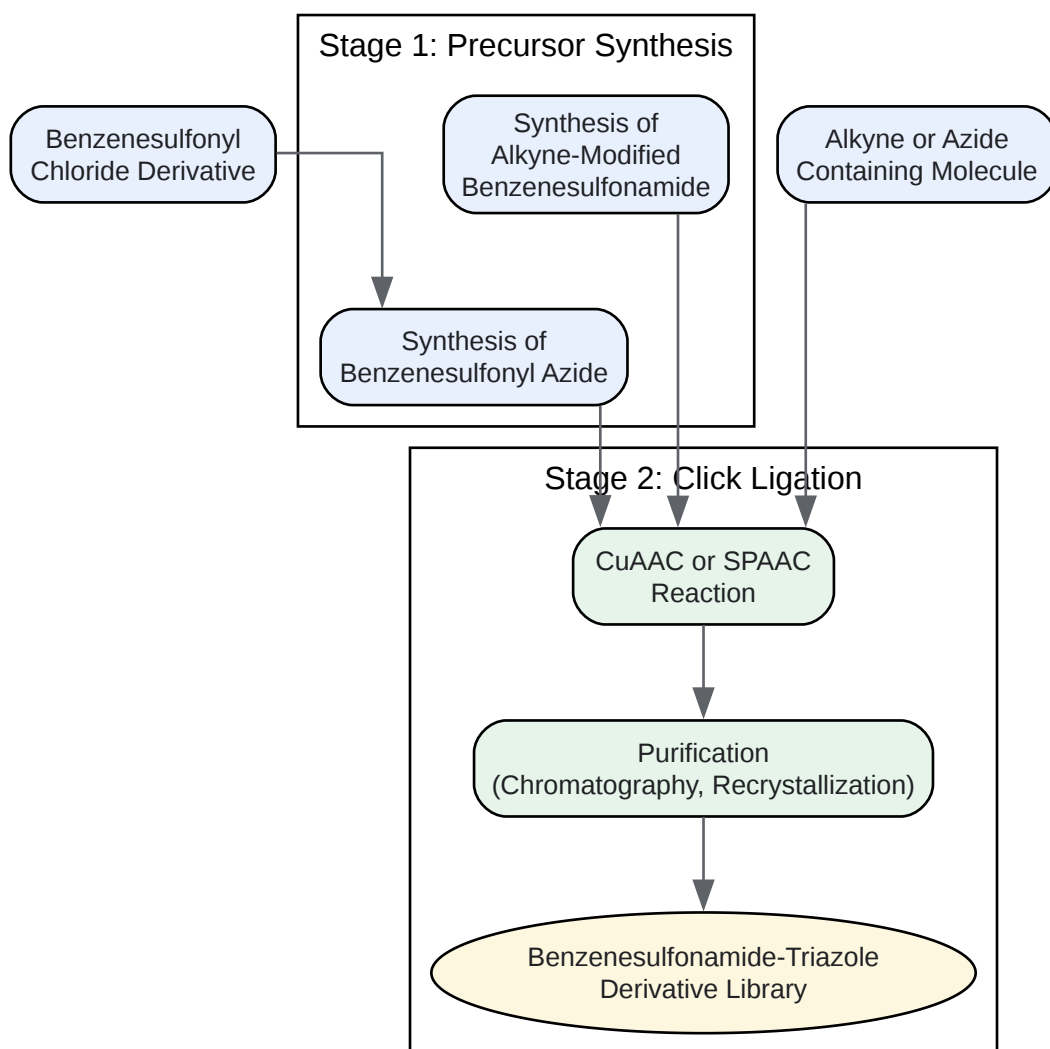 Stage 1: Precursor Synthesis
Benzenesulfonyl
Chloride Derivative
Synthesis of
Alkyne-Modified
Benzenesulfonamide
Alkyne or Azide
Containing Molecule
Synthesis of
Benzenesulfonyl Azide
Stage 2: Click Ligation
CuAAC or SPAAC
Reaction
Purification
(Chromatography, Recrystallization)
Benzenesulfonamide-Triazole
Derivative Library